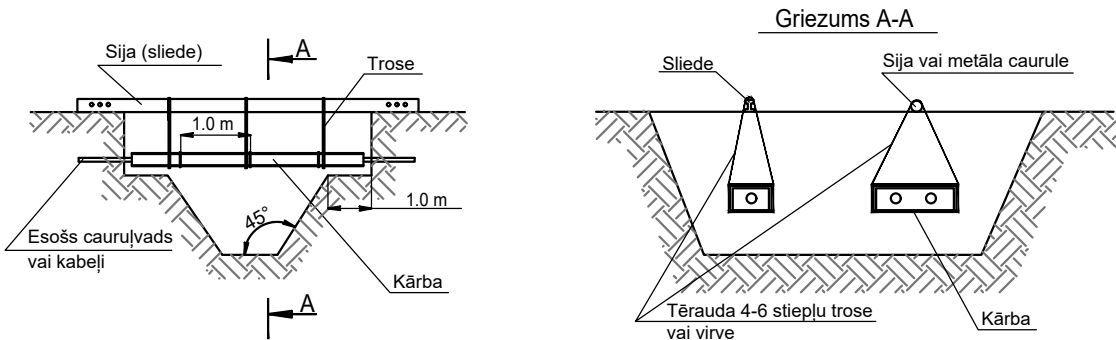 Griezums A-A
A
Sija (sliede)
Trose
Sliede
Sija vai metāla caurule
1.0 m
1.0 m
45°
Esošs cauruļvads
vai kabeļi
Kārba
A
Tērauda 4-6 stiepļu trose
vai virve
Kārba